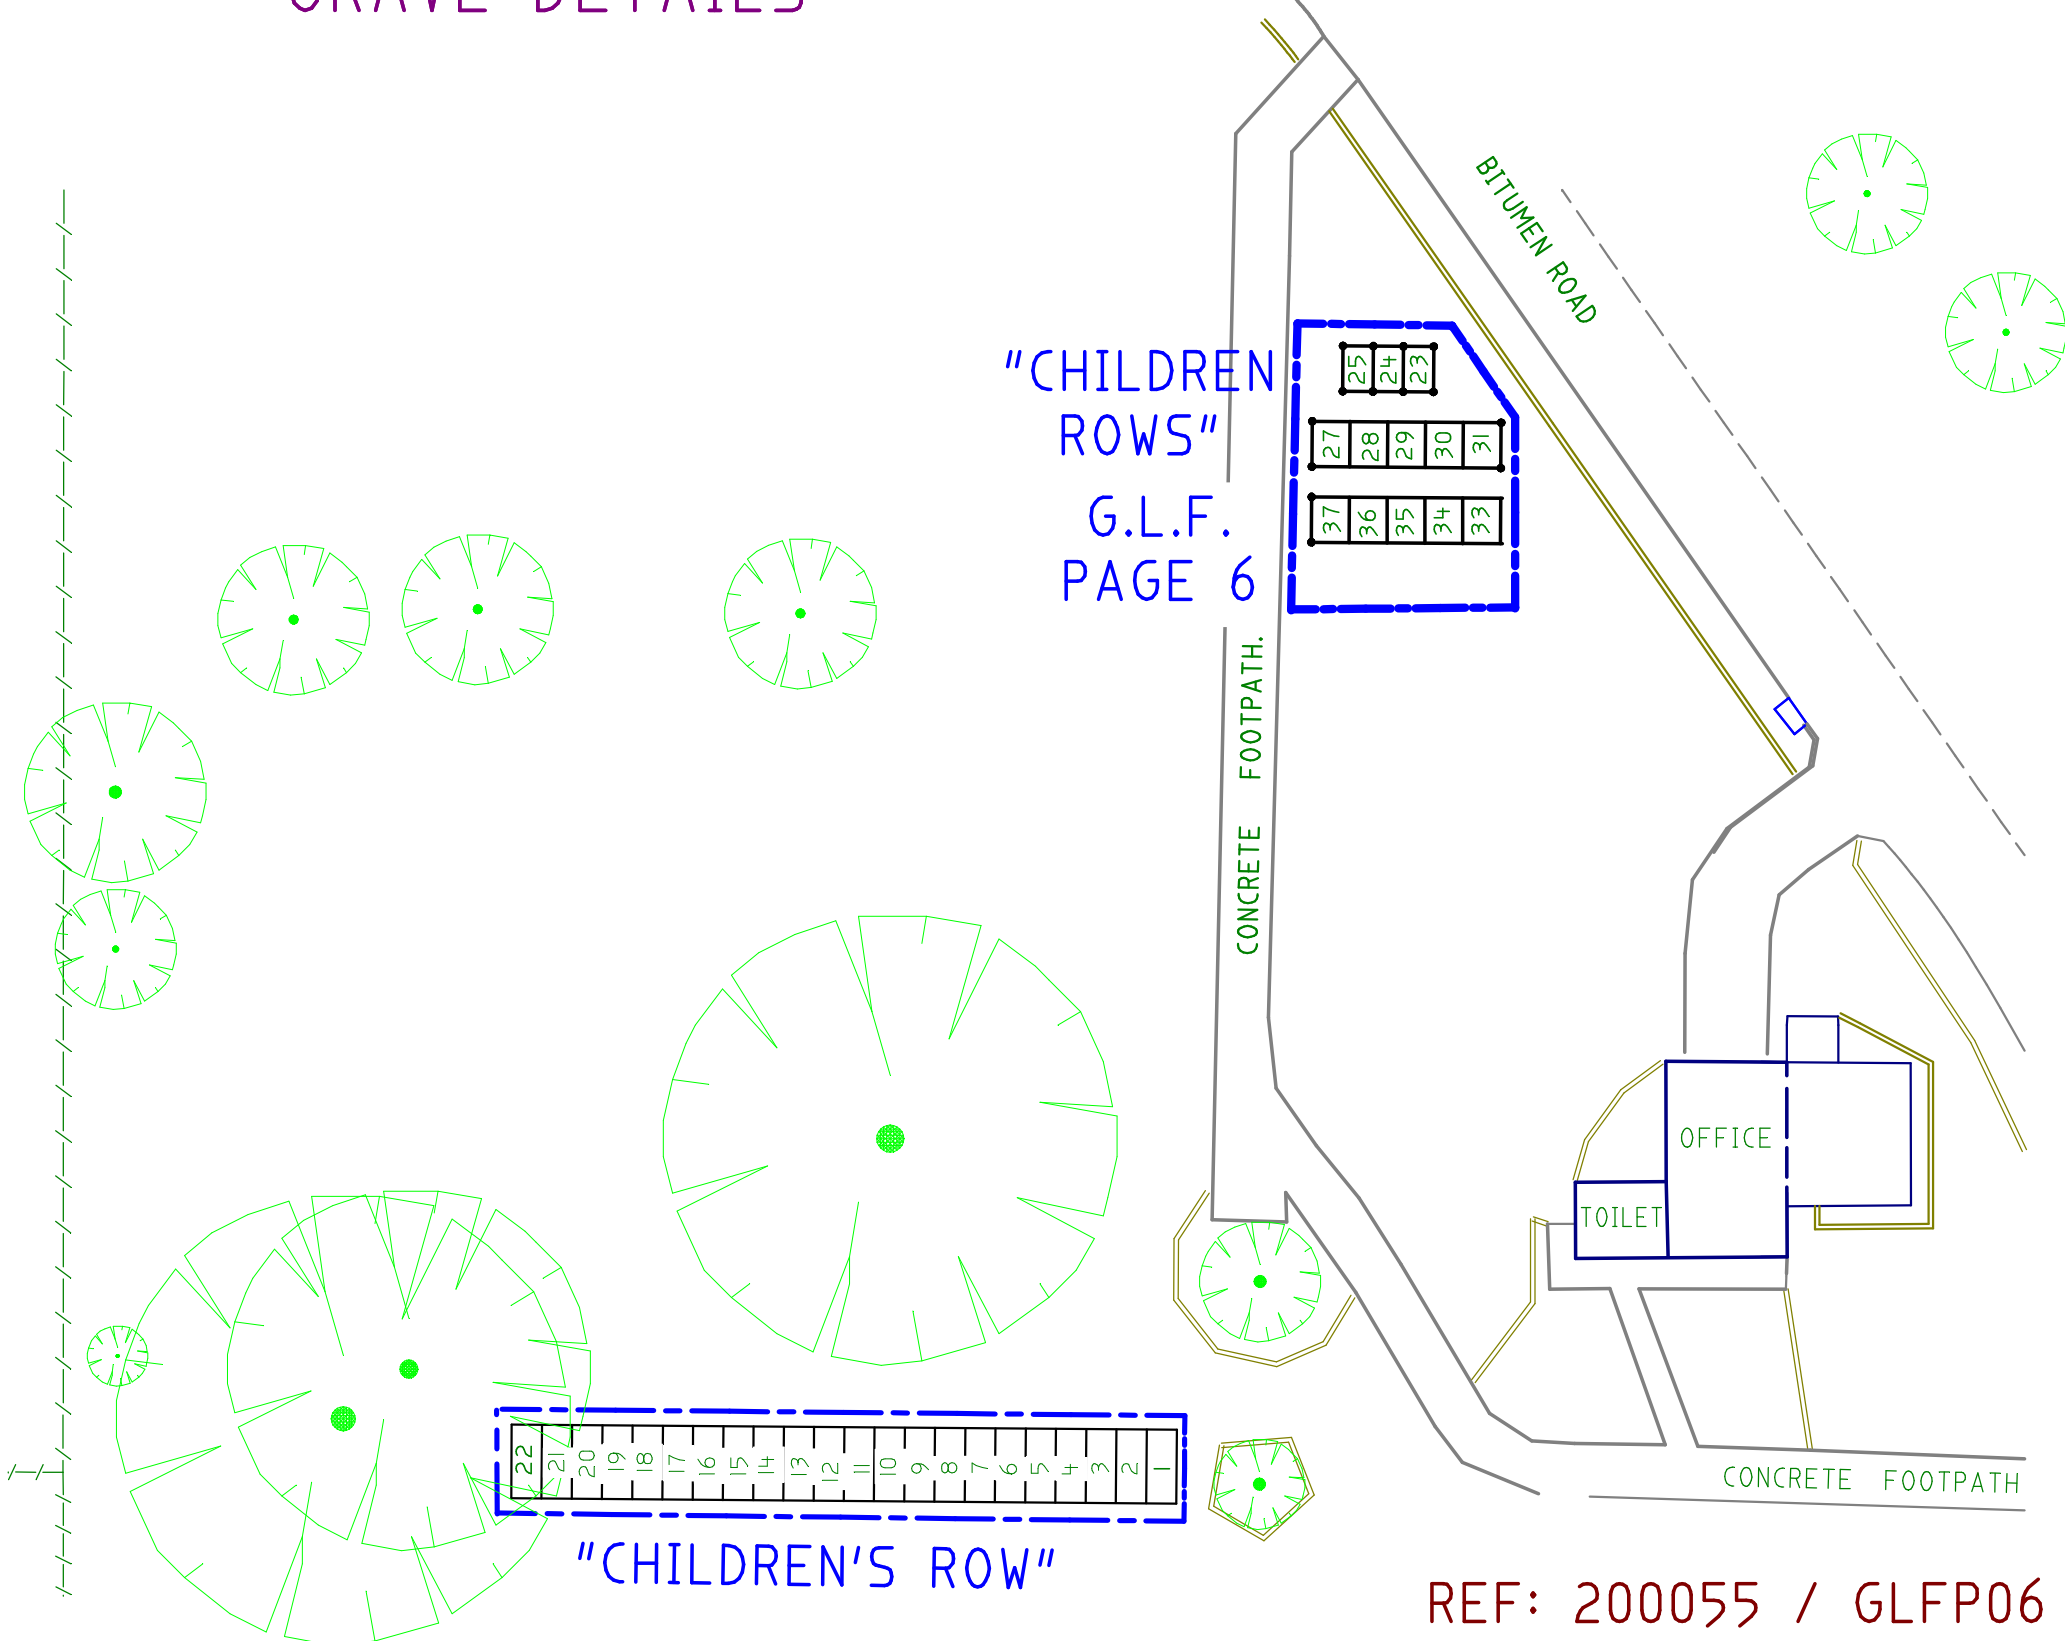 GRAVE DETAILS
BITUMEN ROAD
"CHILDREN
ROWS"
G.L.F.
PAGE 6
25 24 23
27 28 29 30 31
37 36 35 34 33
CONCRETE FOOTPATH.
OFFICE
TOILET
22 21 20 19 18 17 16 15 14 13 12 11 10 9 8 7 6 5 4 3 2 1
CONCRETE FOOTPATH
"CHILDREN'S ROW"
REF: 200055 / GLFP06